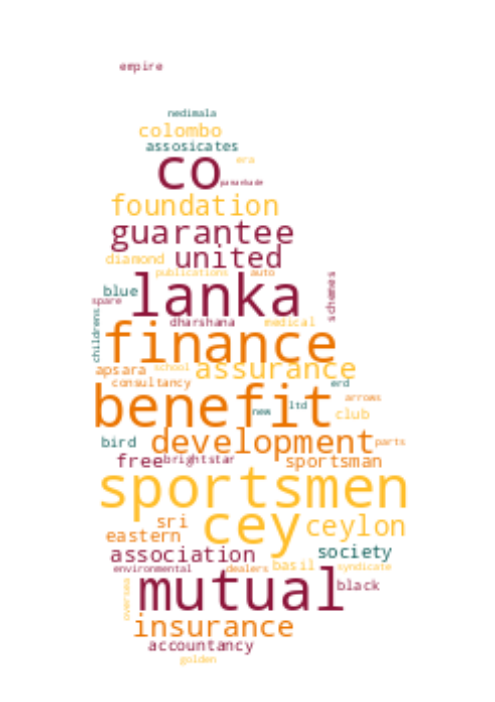 empire
nedimala
colombo
assosicates
era
co
foundation
guarantee
united
diamond
publications auto
blue
lanka
schemes
spare
dharshana medical
childrens
finance
apsara school assurance
consultancy erd
benefit
arrows
new ltd club
bird development parts
free brightstar sportsman
sportsmen
sri cey ceylon
eastern
association society
environmental dealers basil syndicate
mutual black
oversea
insurance
accountancy
golden